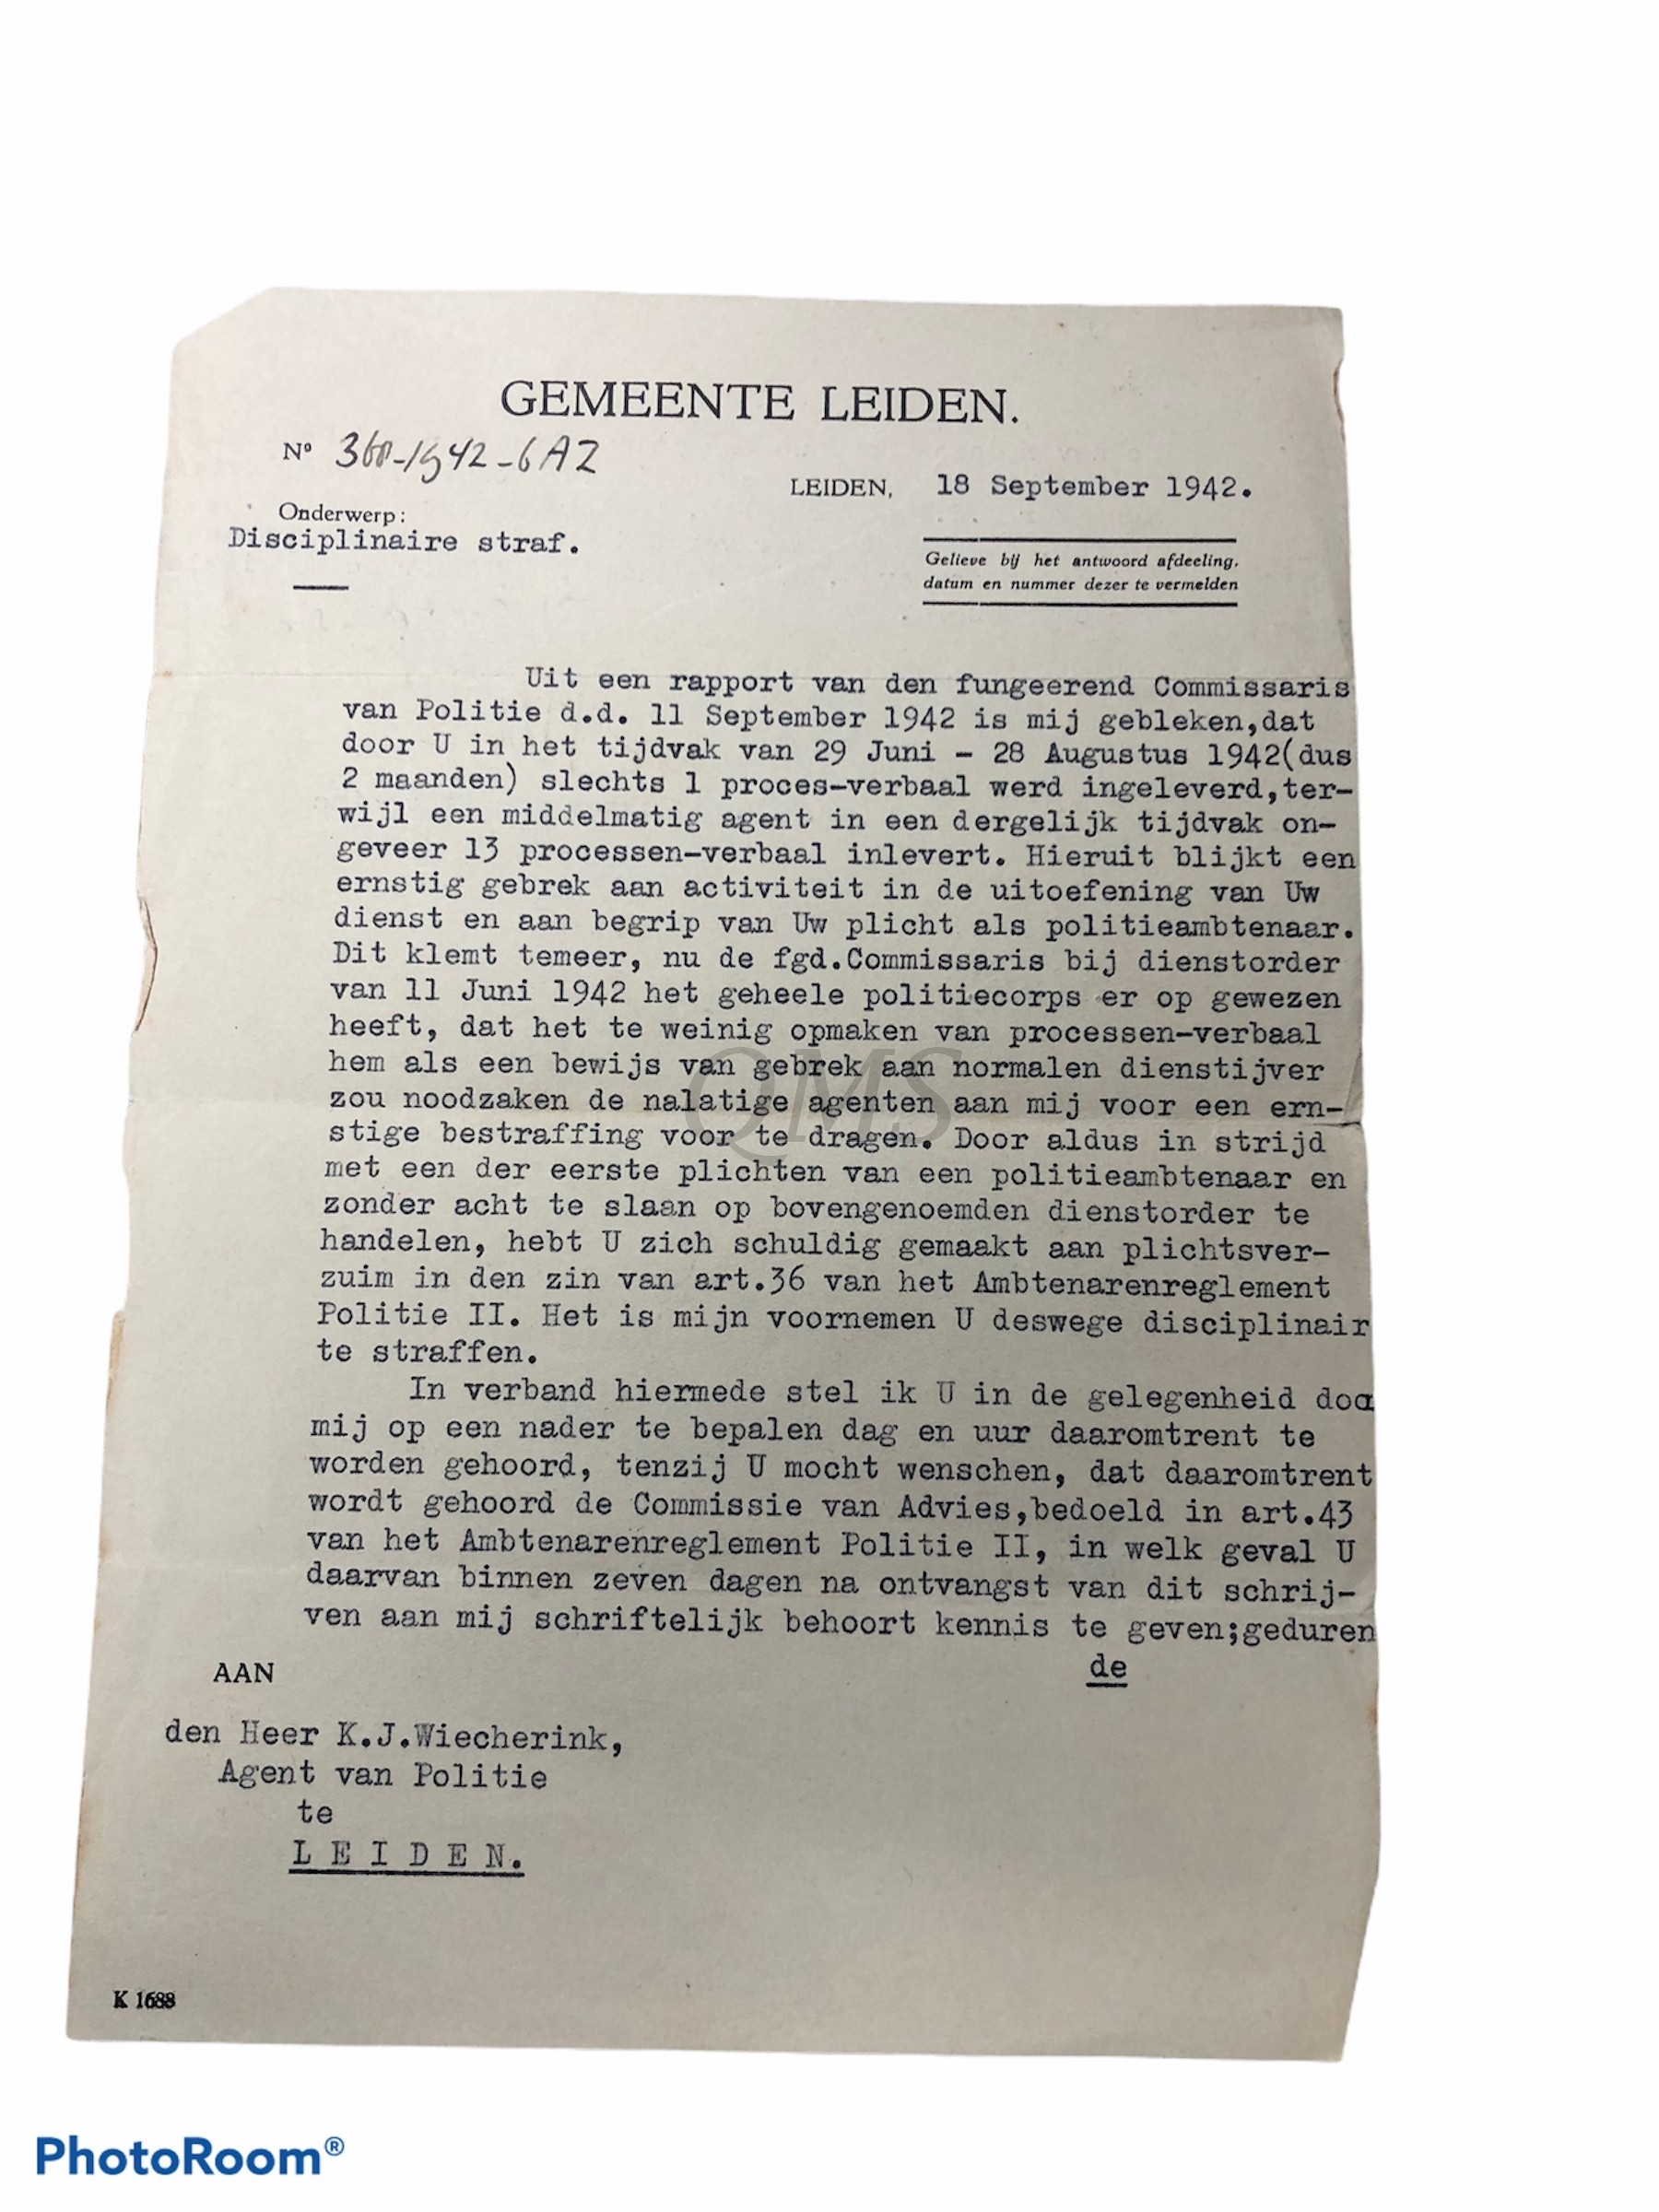 GEMEENTE LEIDEN.
Nº 360-1942-6AZ
LEIDEN, 18 September 1942.
Onderwerp:
Disciplinaire straf.
Gelieve bij het antwoord afdeeling,
datum en nummer dezer te vermelden
Uit een rapport van den fungeerend Commissaris
van Politie d.d. 11 September 1942 is mij gebleken,dat
door U in het tijdvak van 29 Juni - 28 Augustus 1942(dus
2 maanden) slechts 1 proces-verbaal werd ingeleverd,ter-
wijl een middelmatig agent in een dergelijk tijdvak on-
geveer 13 processen-verbaal inlevert. Hieruit blijkt een
ernstig gebrek aan activiteit in de uitoefening van Uw
dienst en aan begrip van Uw plicht als politieambtenaar.
Dit klemt temeer, nu de fgd.Commissaris bij dienstorder
van 11 Juni 1942 het geheele politiecorps er op gewezen
heeft, dat het te weinig opmaken van processen-verbaal
hem als een bewijs van gebrek aan normalen dienstijver
zou noodzaken de nalatige agenten aan mij voor een ern-
stige bestraffing voor te dragen. Door aldus in strijd
met een der eerste plichten van een politieambtenaar en
zonder acht te slaan op bovengenoemden dienstorder te
handelen, hebt U zich schuldig gemaakt aan plichtsver-
zuim in den zin van art.36 van het Ambtenarenreglement
Politie II. Het is mijn voornemen U deswege disciplinair
te straffen.
In verband hiermede stel ik U in de gelegenheid doo
mij op een nader te bepalen dag en uur daaromtrent te
worden gehoord, tenzij U mocht wenschen, dat daaromtrent
wordt gehoord de Commissie van Advies,bedoeld in art.43
van het Ambtenarenreglement Politie II, in welk geval U
daarvan binnen zeven dagen na ontvangst van dit schrij-
ven aan mij schriftelijk behoort kennis te geven;geduren
de
AAN
den Heer K.J.Wiecherink,
Agent van Politie
te
LEIDEN.
K 1688
QMS
PhotoRoom®